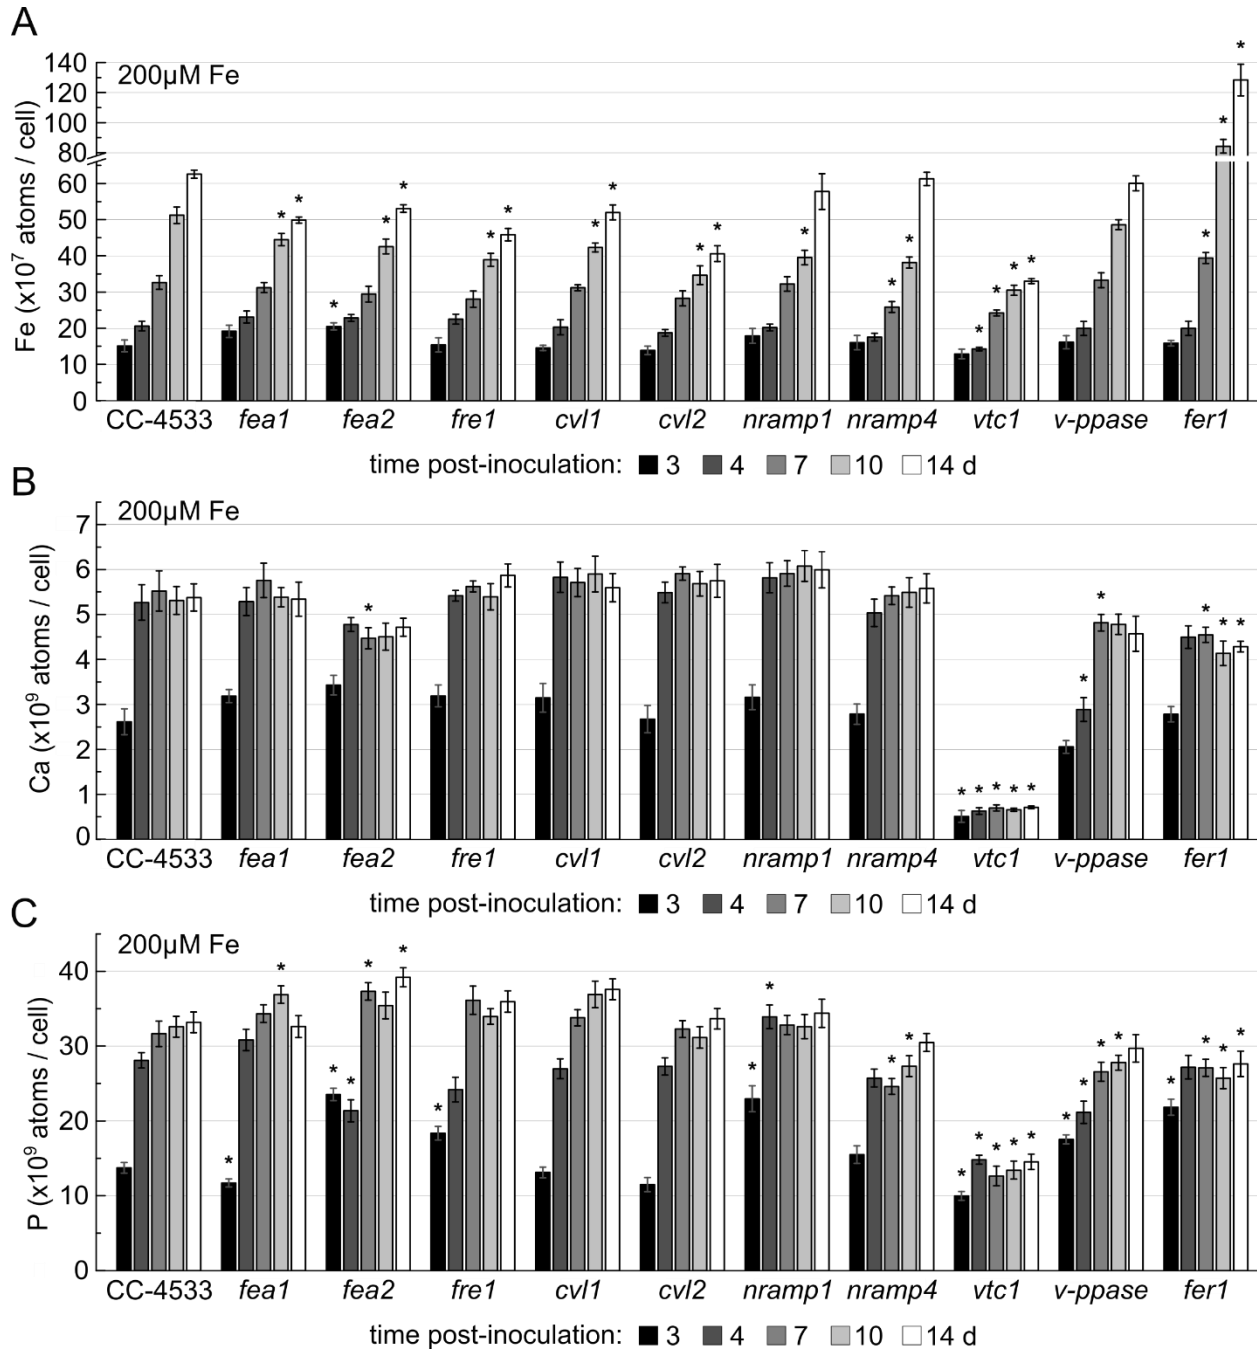 A
200µM Fe
Fe (x10⁷ atoms / cell)
140
120
100
80
60
50
40
30
20
10
0
* * * * * * * * * * * * * * * * * * * * * *
CC-4533 fea1 fea2 fre1 cvl1 cvl2 nramp1 nramp4 vtc1 v-ppase fer1
time post-inoculation: 3 4 7 10 14 d
B
200µM Fe
Ca (x10⁹ atoms / cell)
7
6
5
4
3
2
1
0
* * * * * * * * * * *
CC-4533 fea1 fea2 fre1 cvl1 cvl2 nramp1 nramp4 vtc1 v-ppase fer1
time post-inoculation: 3 4 7 10 14 d
C
200µM Fe
P (x10⁹ atoms / cell)
40
30
20
10
0
* * * * * * * * * * * * * * * * * * * * * * * *
CC-4533 fea1 fea2 fre1 cvl1 cvl2 nramp1 nramp4 vtc1 v-ppase fer1
time post-inoculation: 3 4 7 10 14 d